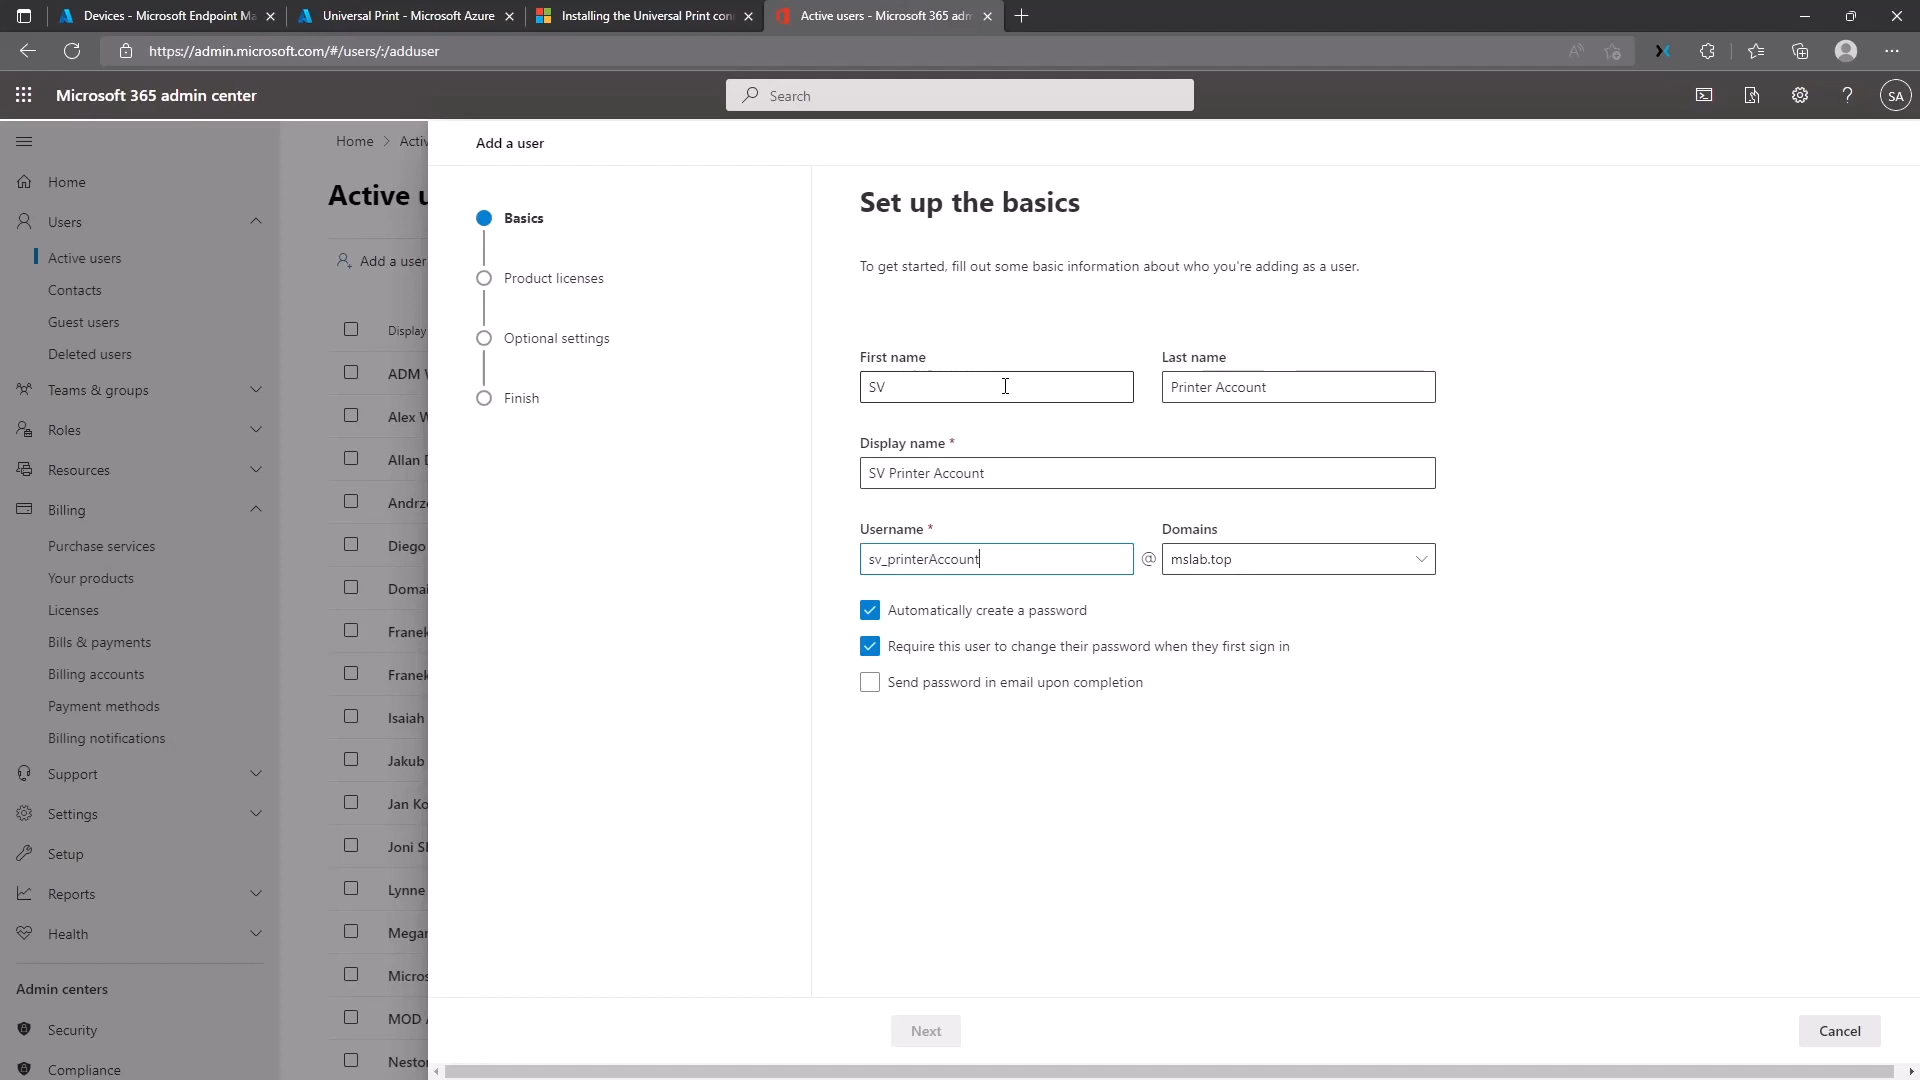 Devices - Microsoft Endpoint Ma
Universal Print - Microsoft Azure
Installing the Universal Print con
Active users - Microsoft 365 adm
https://admin.microsoft.com/#/users/:/adduser
Microsoft 365 admin center
Search
SA
Home
Users
Active users
Contacts
Guest users
Deleted users
Teams & groups
Roles
Resources
Billing
Purchase services
Your products
Licenses
Bills & payments
Billing accounts
Payment methods
Billing notifications
Support
Settings
Setup
Reports
Health
Admin centers
Security
Compliance
Home > Activ
Active u
Add a user
Display
ADM
Alex W
Allan D
Andrze
Diego
Domai
Franek
Franek
Isaiah
Jakub
Jan Ko
Joni Sh
Lynne
Megan
Micros
MOD A
Nestor
Add a user
Basics
Product licenses
Optional settings
Finish
Set up the basics
To get started, fill out some basic information about who you're adding as a user.
First name Last name
SV Printer Account
Display name *
SV Printer Account
Username * Domains
sv_printerAccount @ mslab.top
Automatically create a password
Require this user to change their password when they first sign in
Send password in email upon completion
Next Cancel